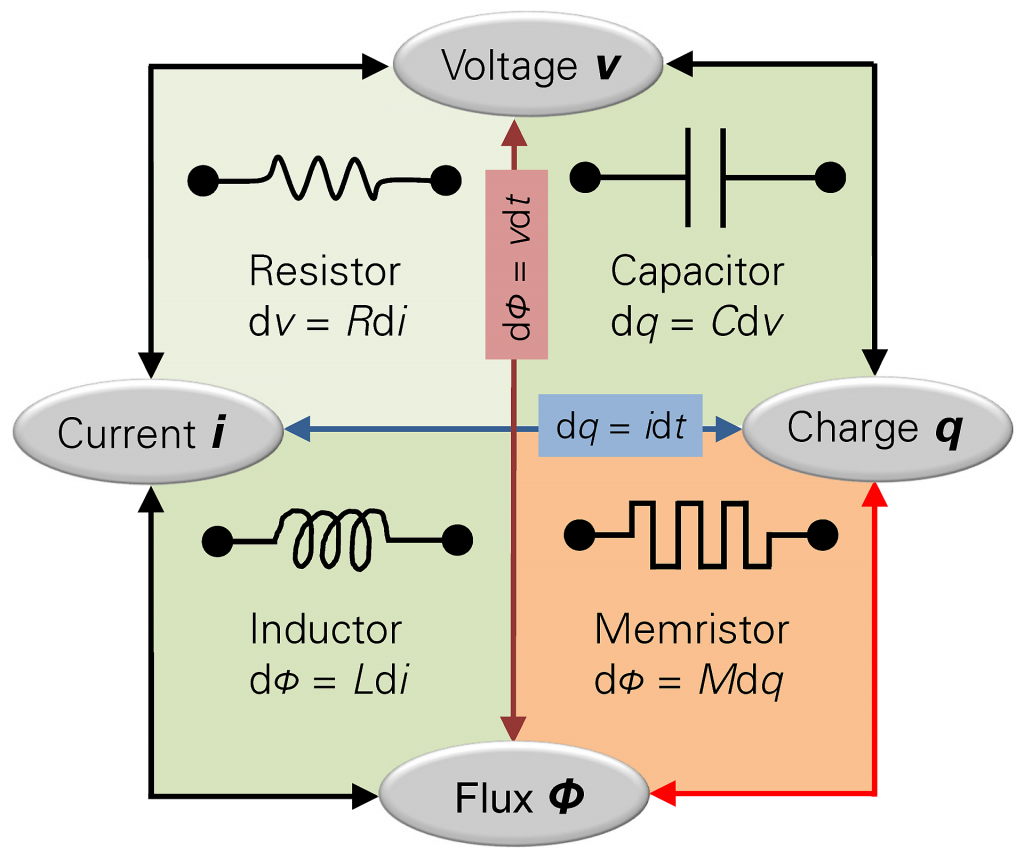 Voltage v
Resistor
dv = Rdi
dΦ = vdt
Capacitor
dq = Cdv
Current i
dq = idt
Charge q
Inductor
dΦ = Ldi
Memristor
dΦ = Mdq
Flux Φ